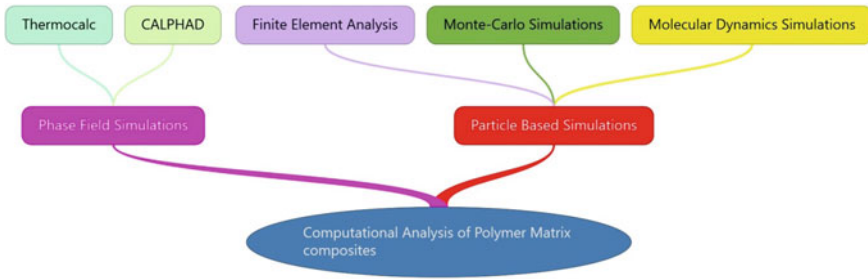 Thermocalc
CALPHAD
Finite Element Analysis
Monte-Carlo Simulations
Molecular Dynamics Simulations
Phase Field Simulations
Particle Based Simulations
Computational Analysis of Polymer Matrix
composites